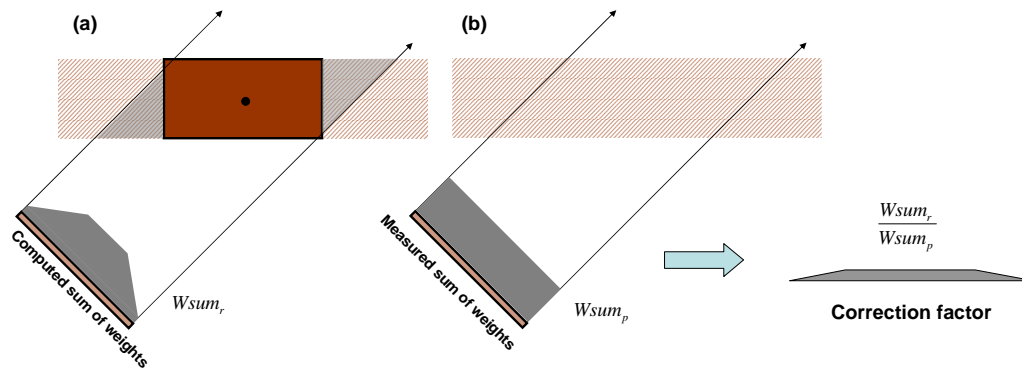 (a)
Computed sum of weights
Wsum_r
(b)
Measured sum of weights
Wsum_p
Wsum_r
Wsum_p
Correction factor